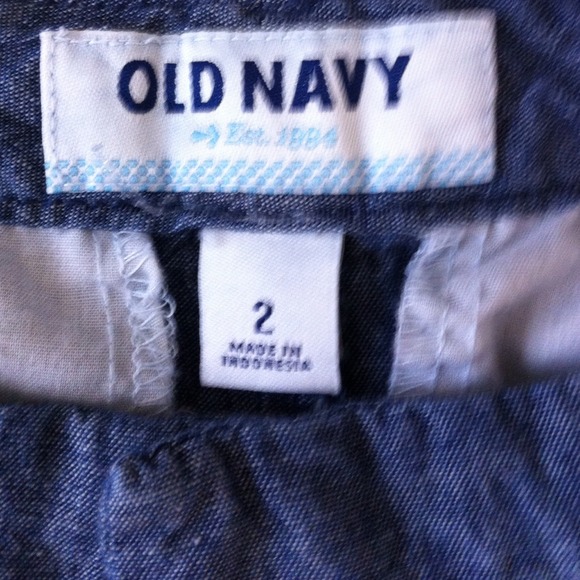 OLD NAVY
Est. 1994
2
MADE IN
INDONESIA